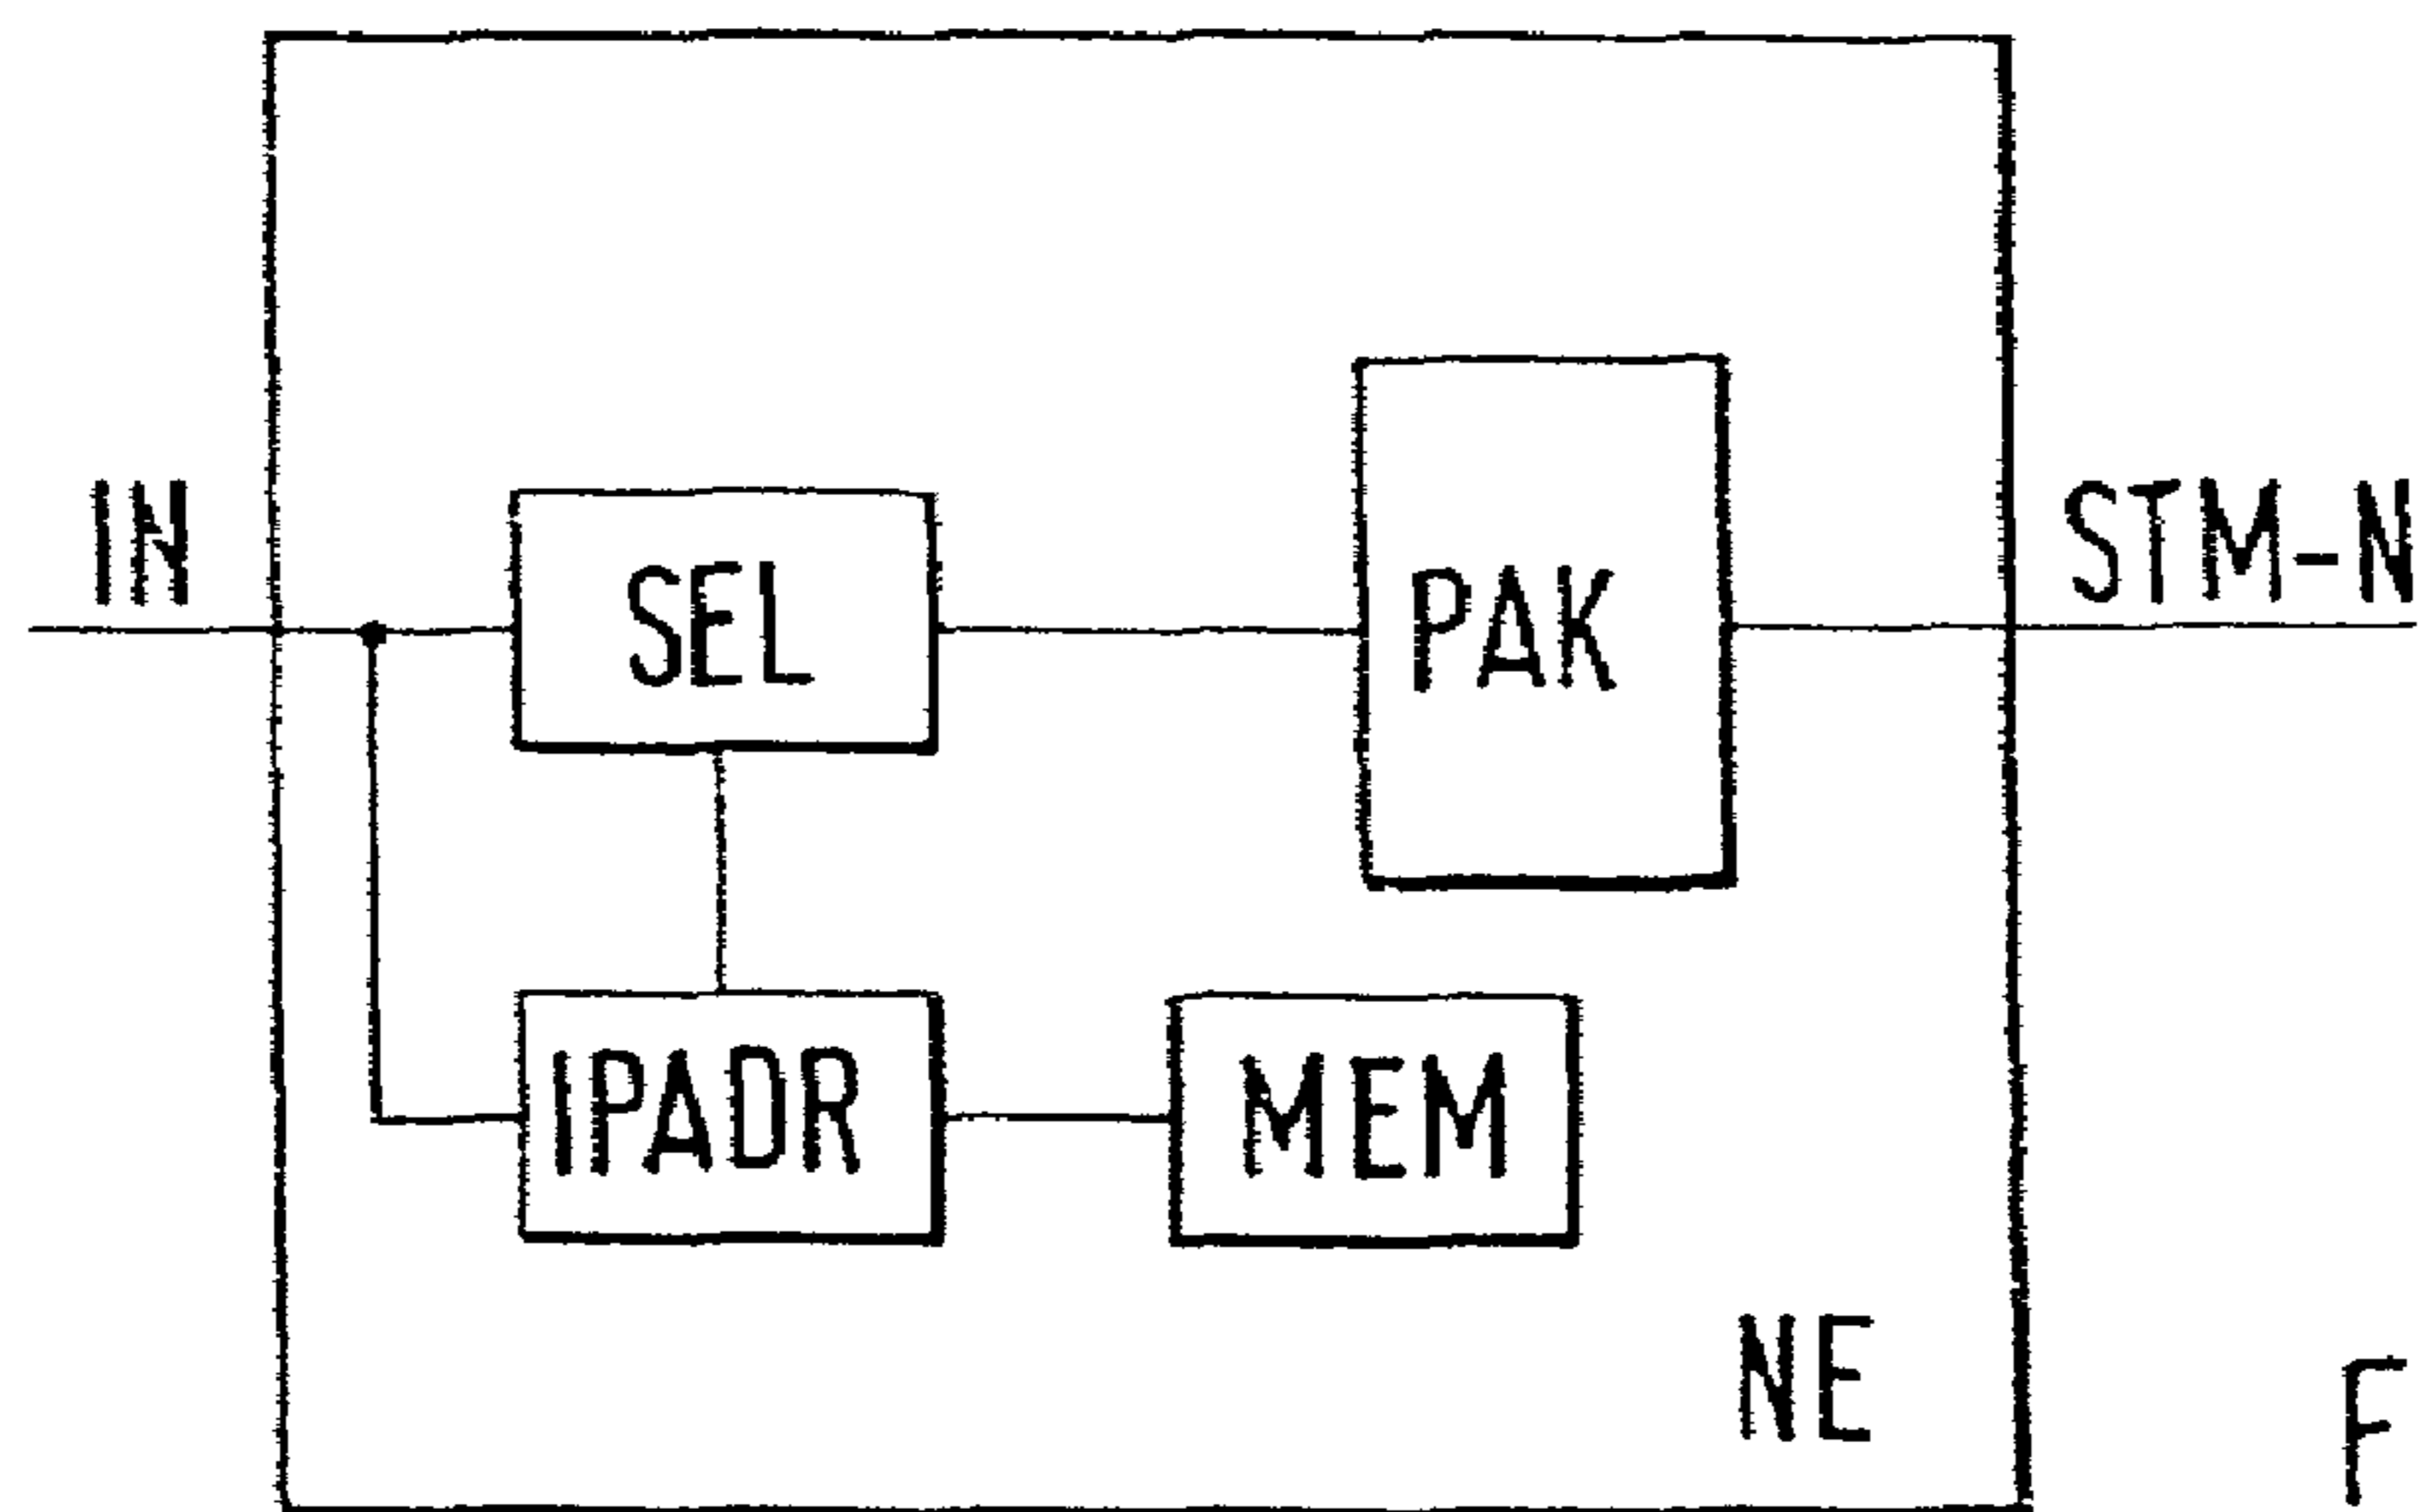 IN
STM-N
SEL
PAK
IPADR
MEM
NE
F